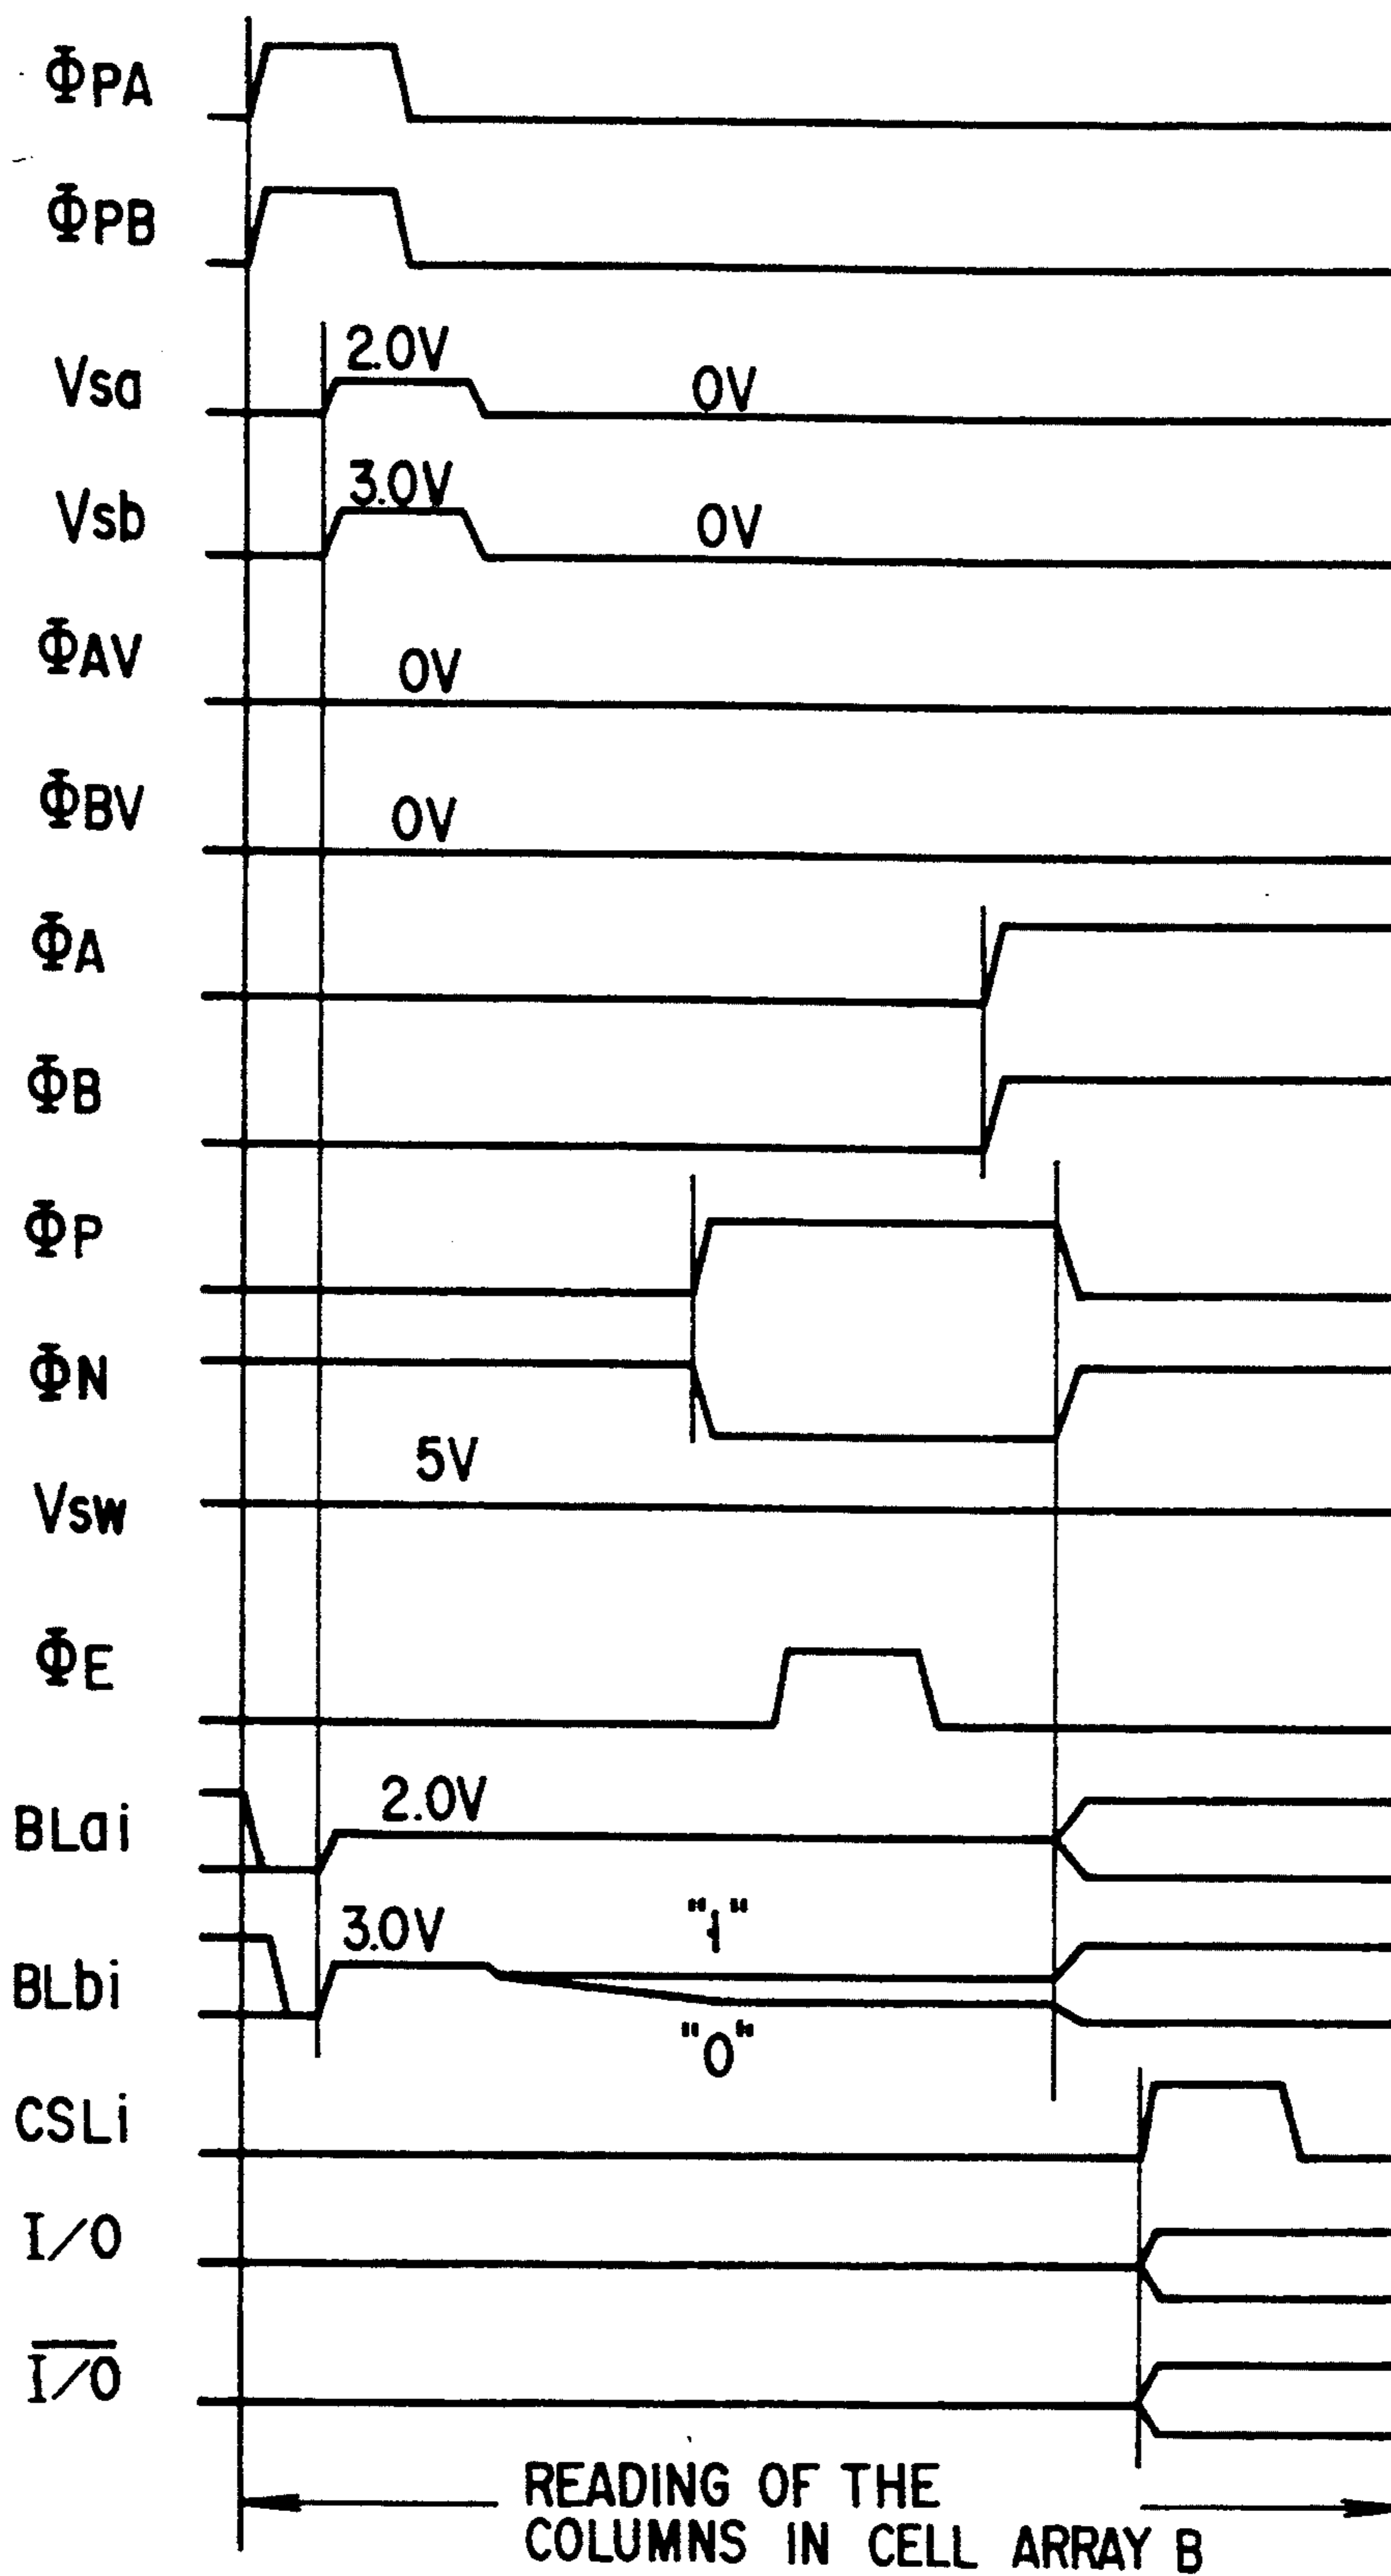 ΦPA
ΦPB
Vsa 2.0V 0V
Vsb 3.0V 0V
ΦAV 0V
ΦBV 0V
ΦA
ΦB
ΦP
ΦN
Vsw 5V
ΦE
BLai 2.0V
BLbi 3.0V "1"
"0"
CSLi
I/O
I/O
READING OF THE
COLUMNS IN CELL ARRAY B